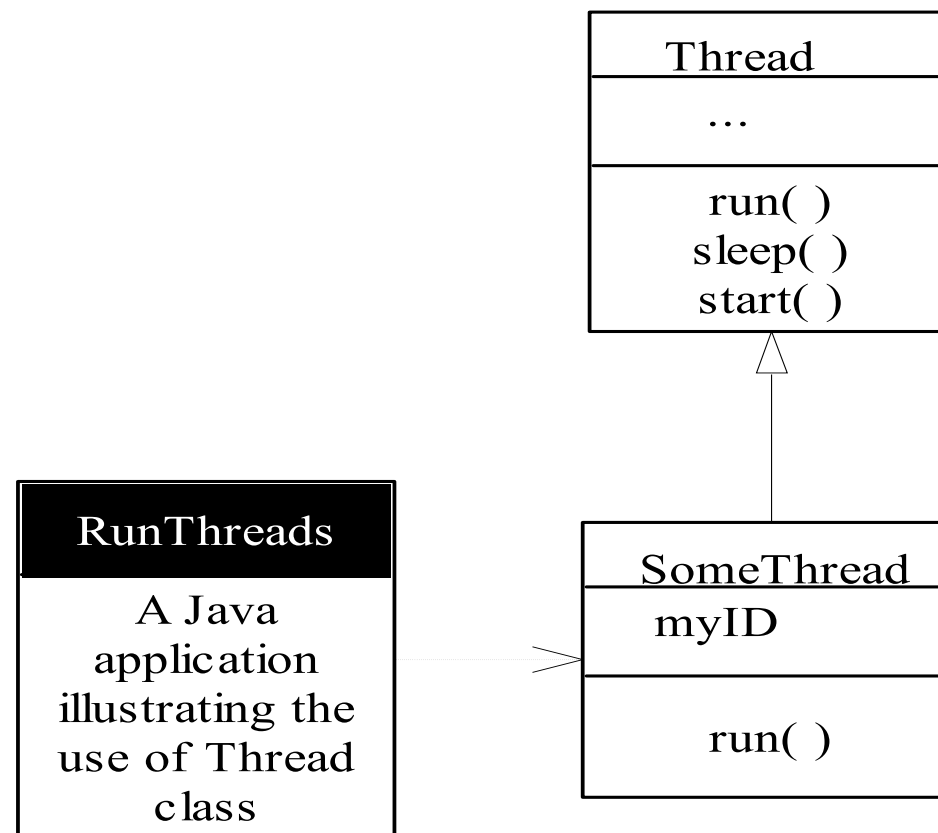 Thread
...
run( )
sleep( )
start( )
RunThreads
A Java
application
illustrating the
use of Thread
class
SomeThread
myID
run( )